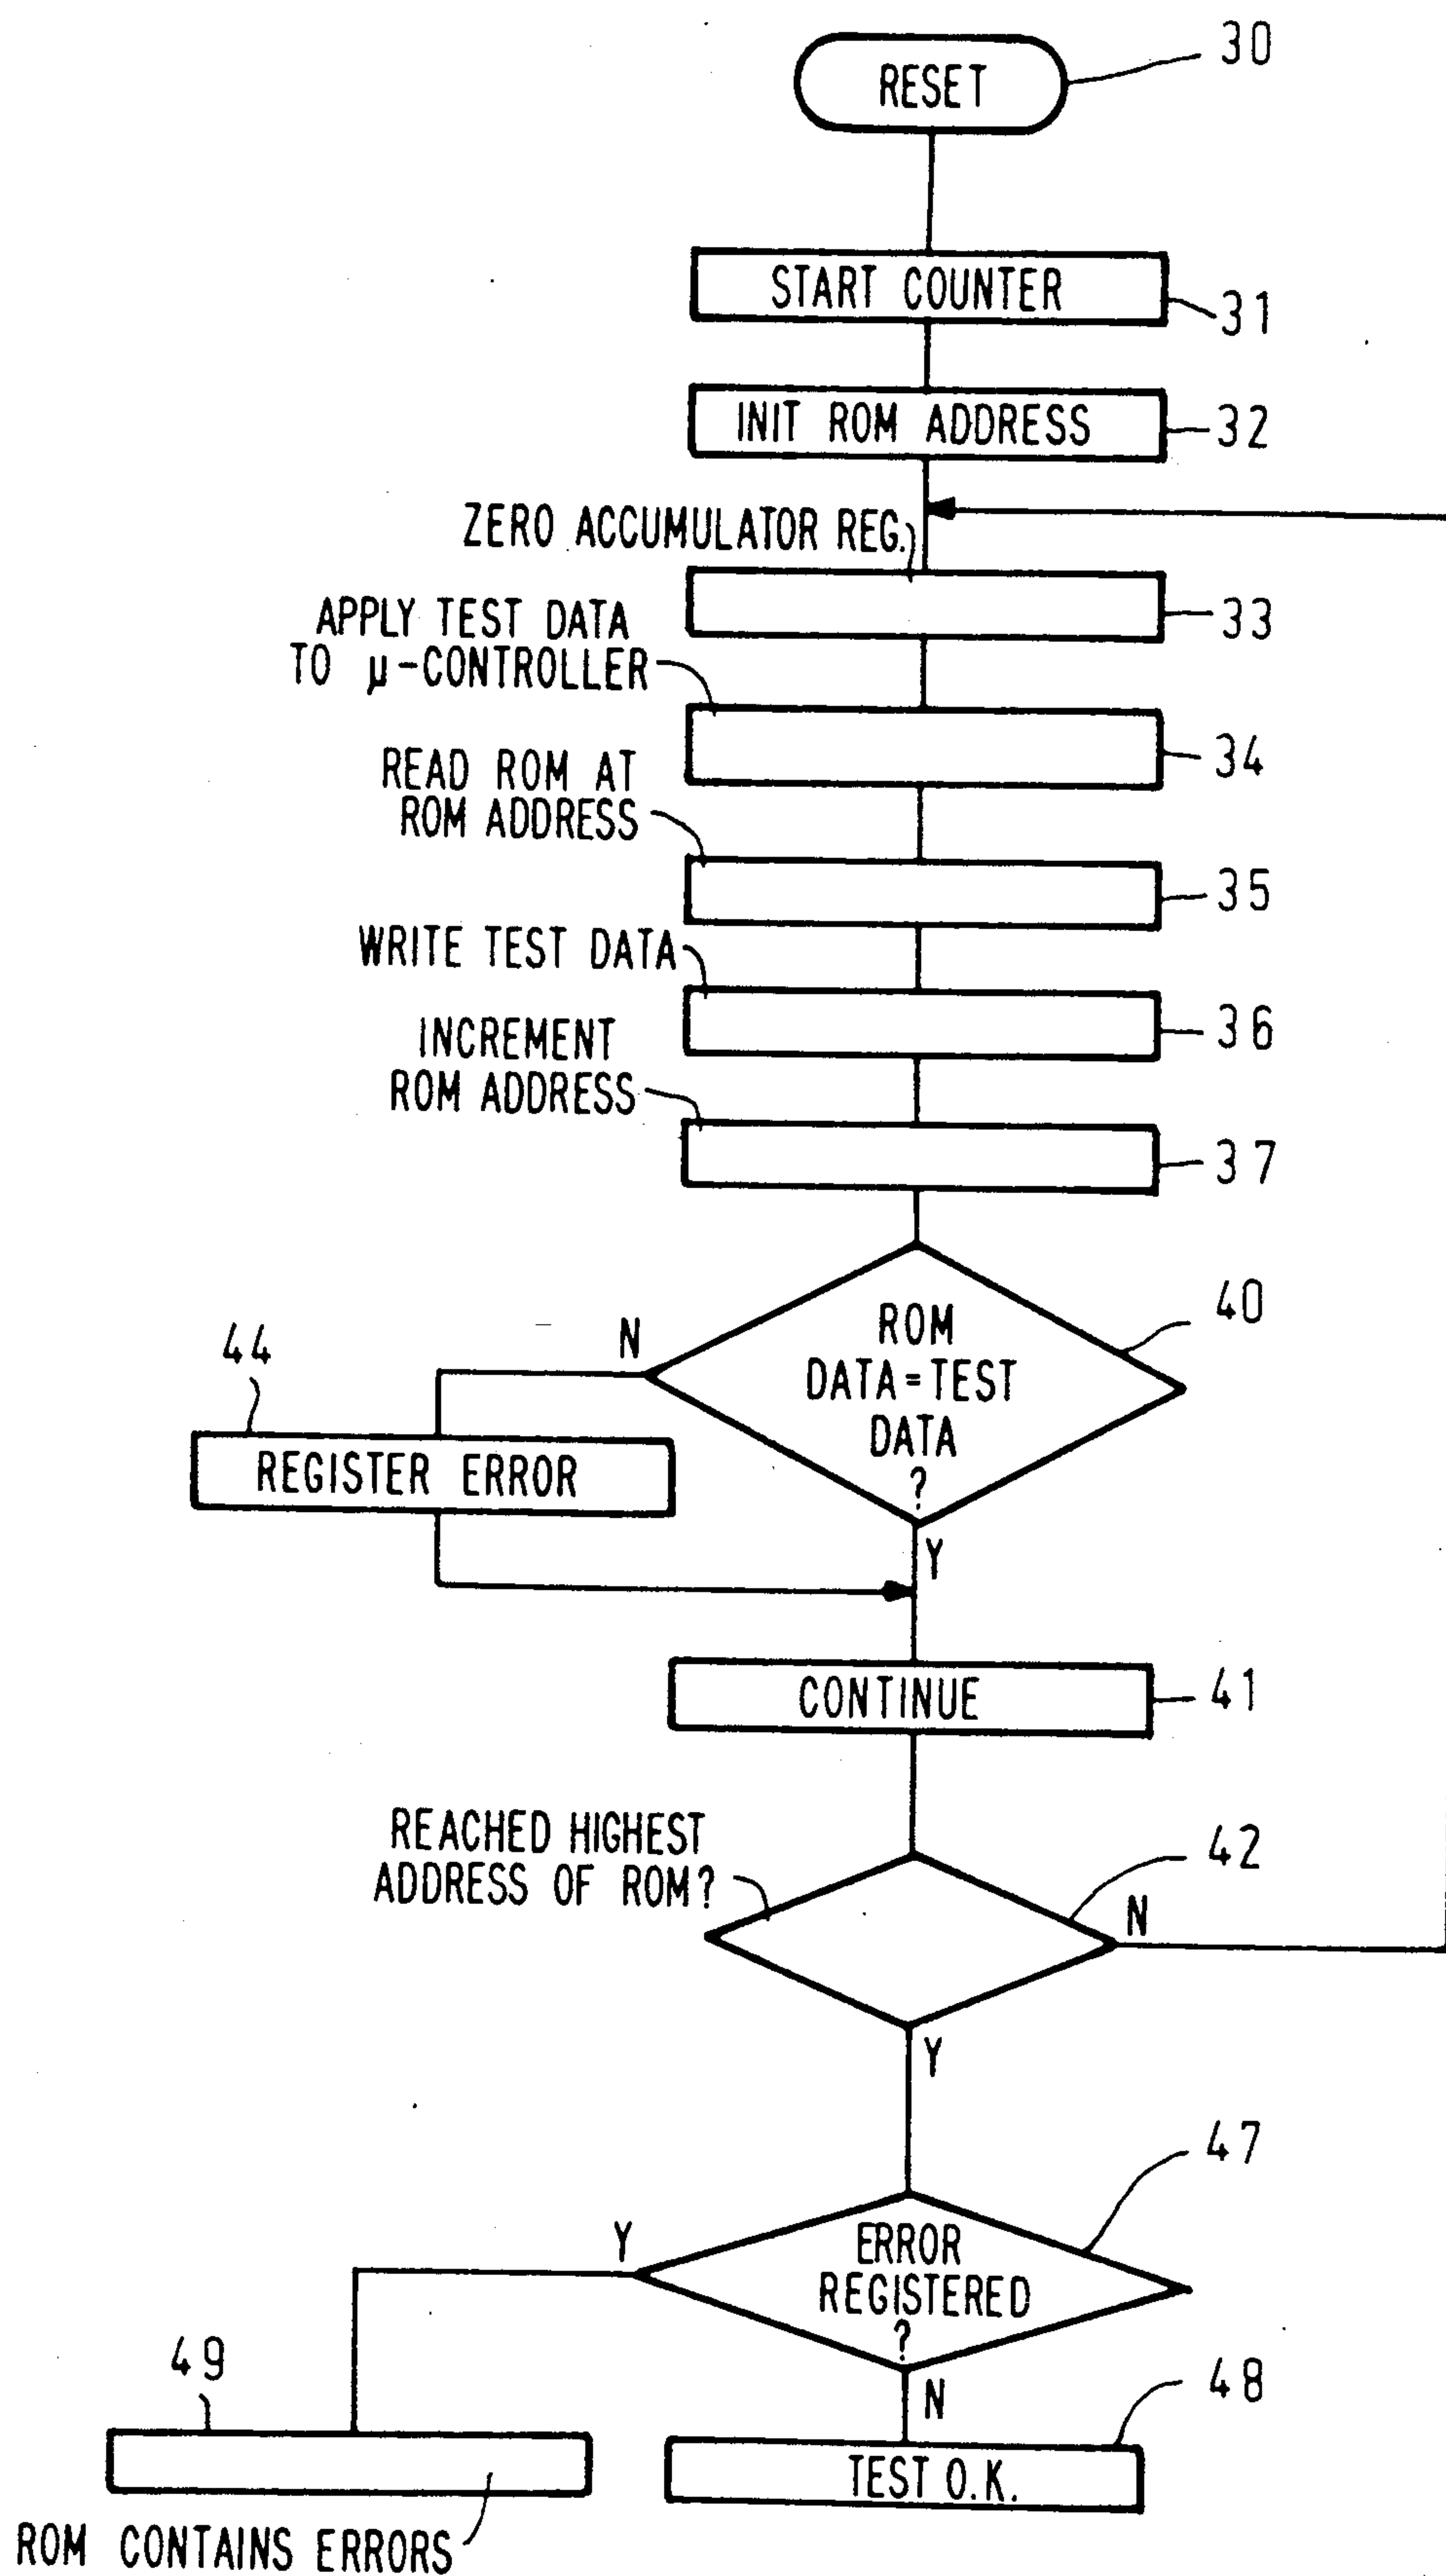 30
RESET
START COUNTER
31
INIT ROM ADDRESS
32
ZERO ACCUMULATOR REG.
33
APPLY TEST DATA
TO μ-CONTROLLER
34
READ ROM AT
ROM ADDRESS
35
WRITE TEST DATA
36
INCREMENT
ROM ADDRESS
37
40
N
ROM
DATA=TEST
DATA
?
44
REGISTER ERROR
Y
CONTINUE
41
REACHED HIGHEST
ADDRESS OF ROM?
42
N
Y
47
Y
ERROR
REGISTERED
?
N
49
48
TEST O.K.
ROM CONTAINS ERRORS